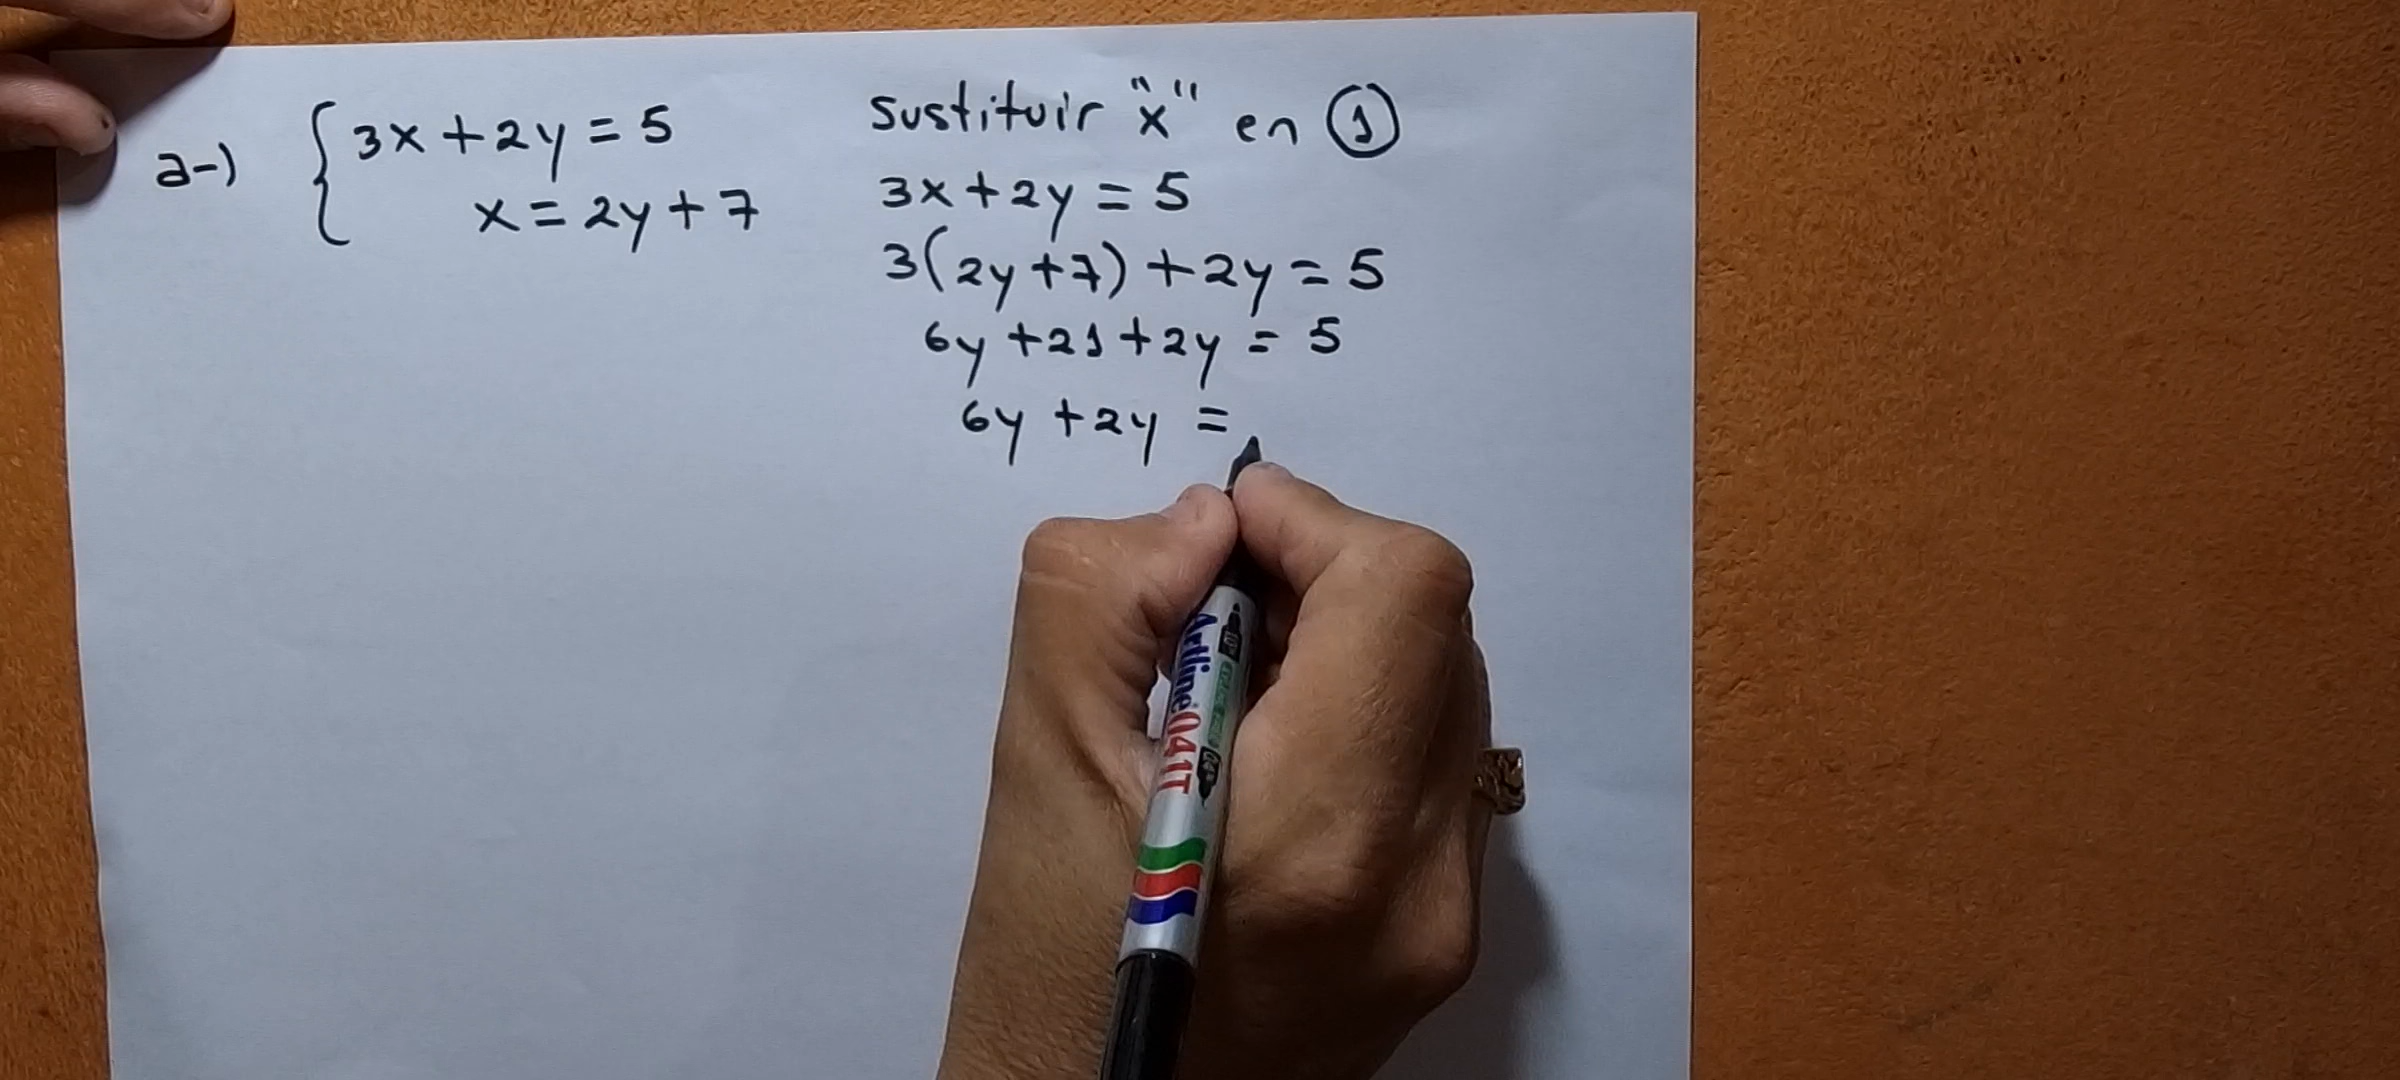 a-) { 3x + 2y = 5
x = 2y + 7
Sustituir "x" en ①
3x + 2y = 5
3(2y + 7) + 2y = 5
6y + 21 + 2y = 5
6y + 2y =
Artline 041T